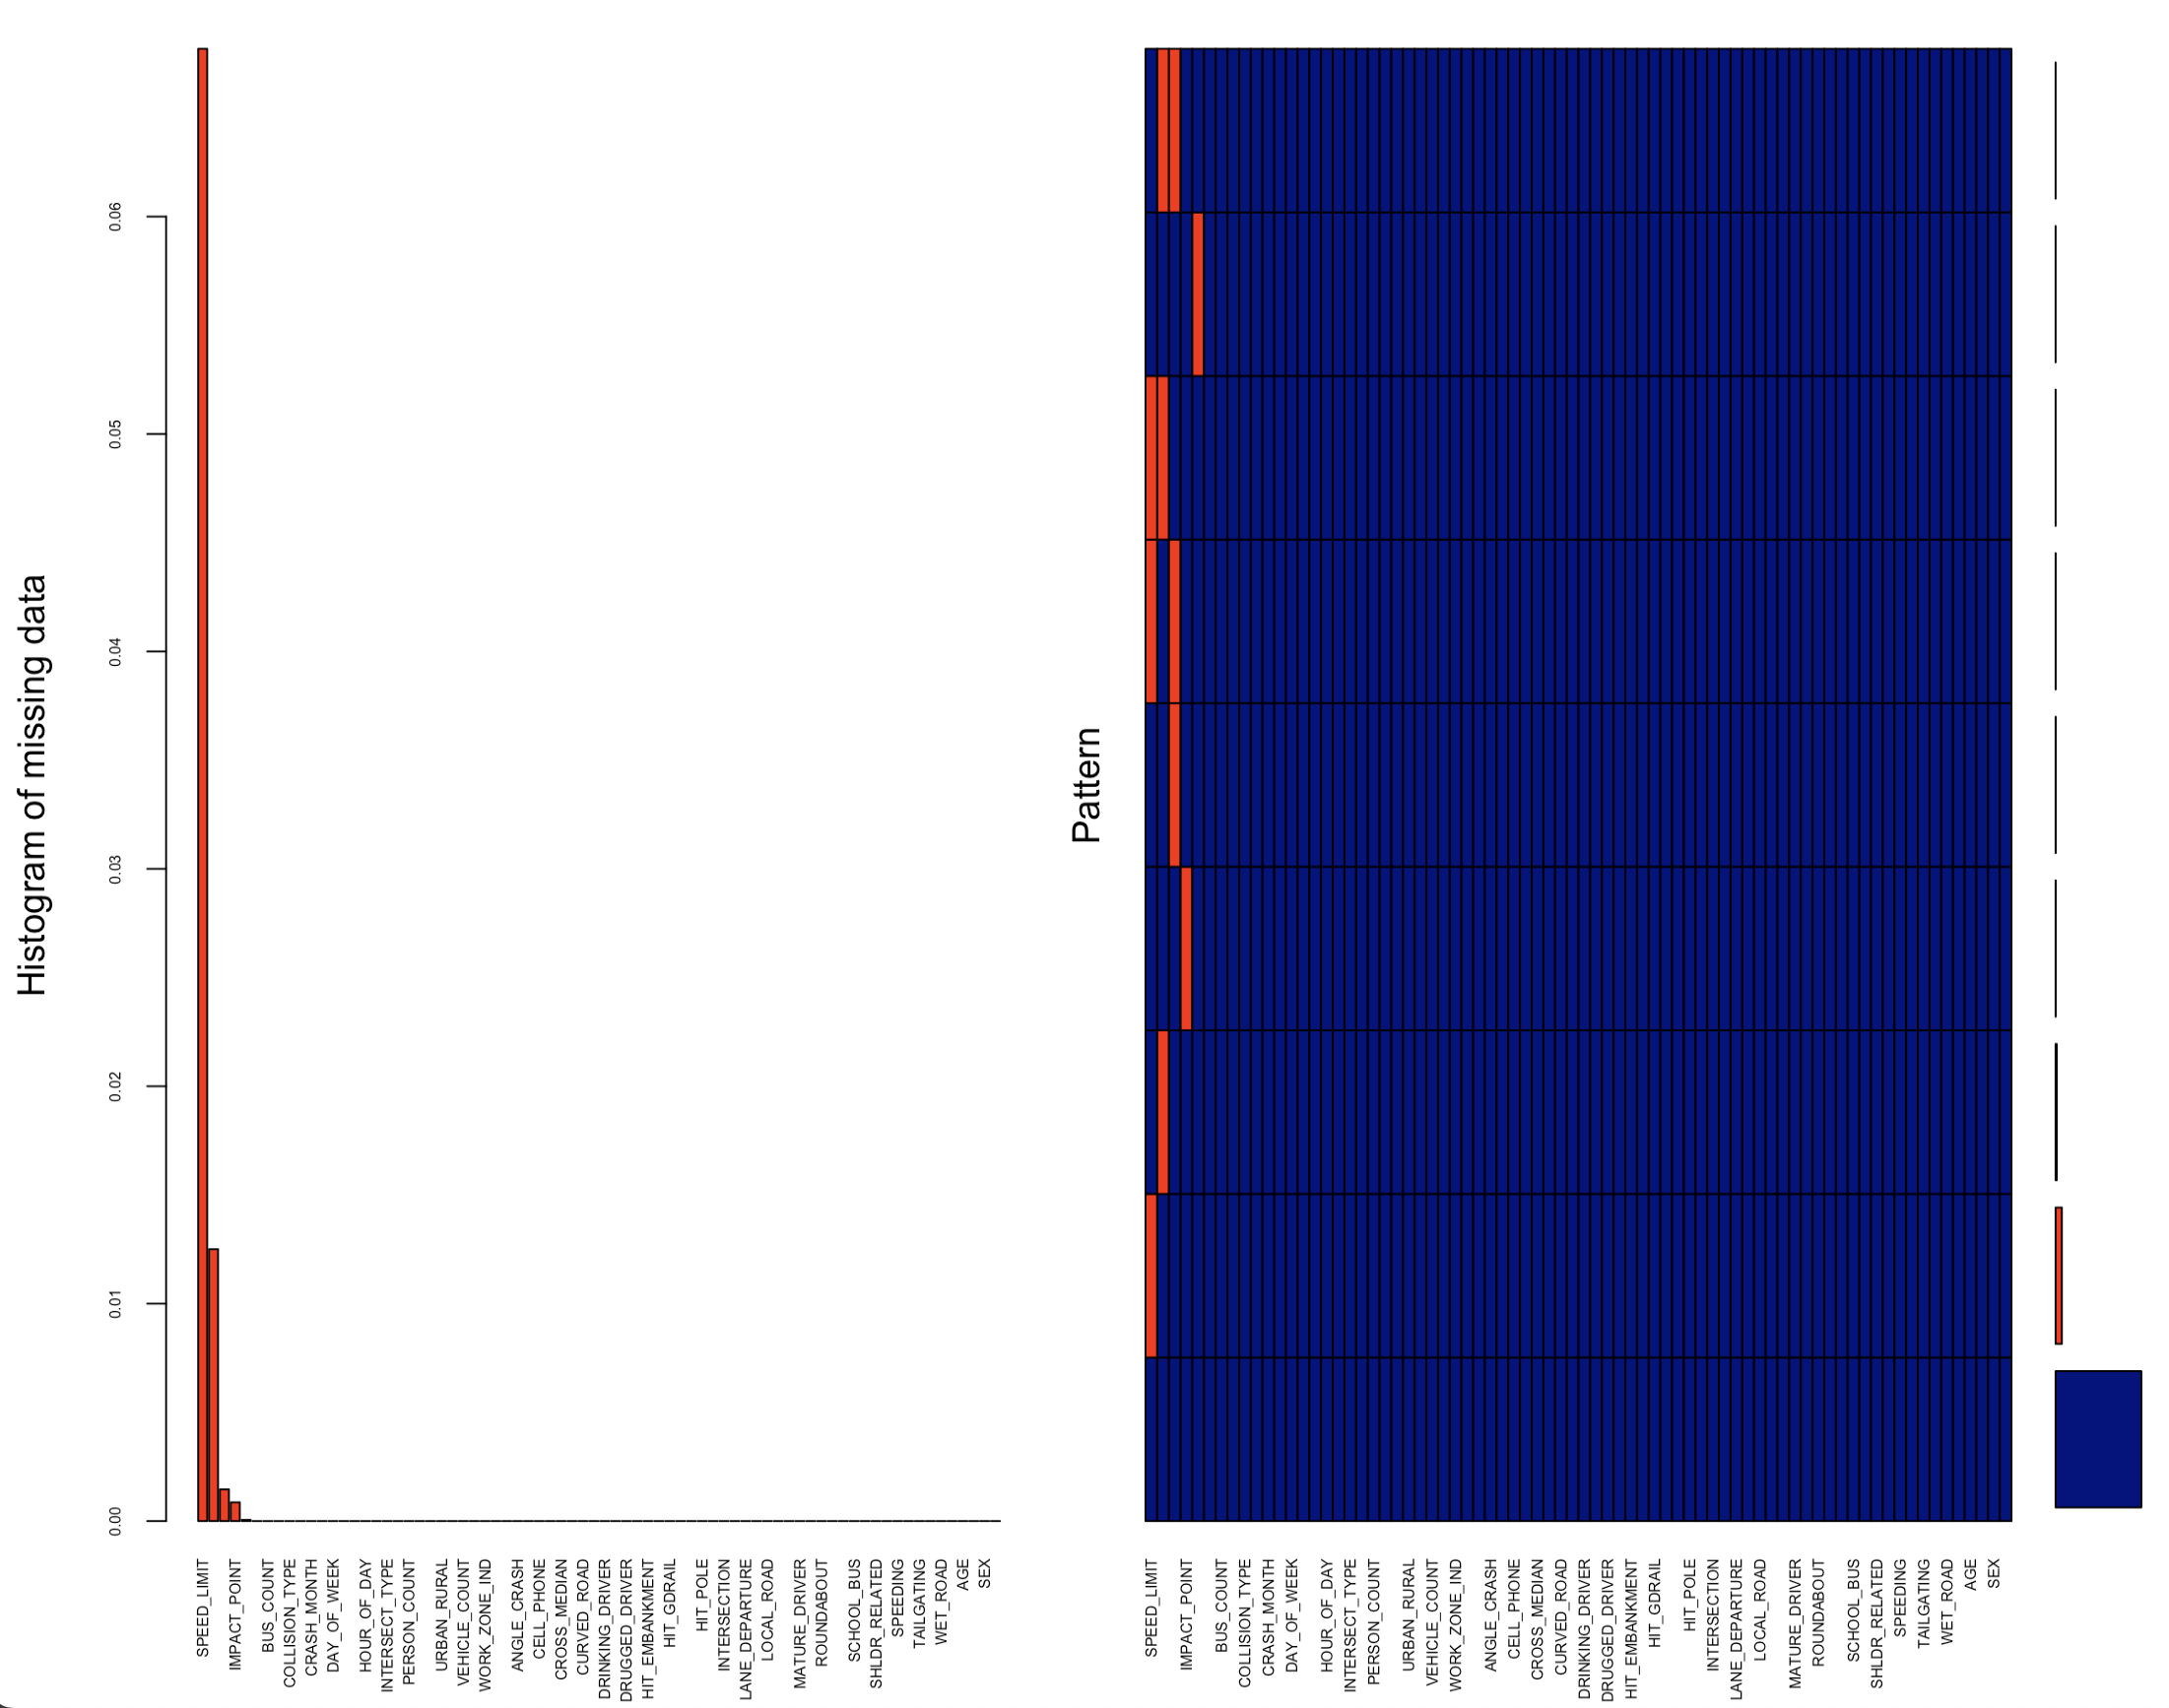 Histogram of missing data
0.00
0.01
0.02
0.03
0.04
0.05
0.06
SPEED_LIMIT
IMPACT_POINT
BUS_COUNT
COLLISION_TYPE
CRASH_MONTH
DAY_OF_WEEK
HOUR_OF_DAY
INTERSECT_TYPE
PERSON_COUNT
URBAN_RURAL
VEHICLE_COUNT
WORK_ZONE_IND
ANGLE_CRASH
CELL_PHONE
CROSS_MEDIAN
CURVED_ROAD
DRINKING_DRIVER
DRUGGED_DRIVER
HIT_EMBANKMENT
HIT_GDRAIL
HIT_POLE
INTERSECTION
LANE_DEPARTURE
LOCAL_ROAD
MATURE_DRIVER
ROUNDABOUT
SCHOOL_BUS
SHLDR_RELATED
SPEEDING
TAILGATING
WET_ROAD
AGE
SEX
Pattern
SPEED_LIMIT
IMPACT_POINT
BUS_COUNT
COLLISION_TYPE
CRASH_MONTH
DAY_OF_WEEK
HOUR_OF_DAY
INTERSECT_TYPE
PERSON_COUNT
URBAN_RURAL
VEHICLE_COUNT
WORK_ZONE_IND
ANGLE_CRASH
CELL_PHONE
CROSS_MEDIAN
CURVED_ROAD
DRINKING_DRIVER
DRUGGED_DRIVER
HIT_EMBANKMENT
HIT_GDRAIL
HIT_POLE
INTERSECTION
LANE_DEPARTURE
LOCAL_ROAD
MATURE_DRIVER
ROUNDABOUT
SCHOOL_BUS
SHLDR_RELATED
SPEEDING
TAILGATING
WET_ROAD
AGE
SEX